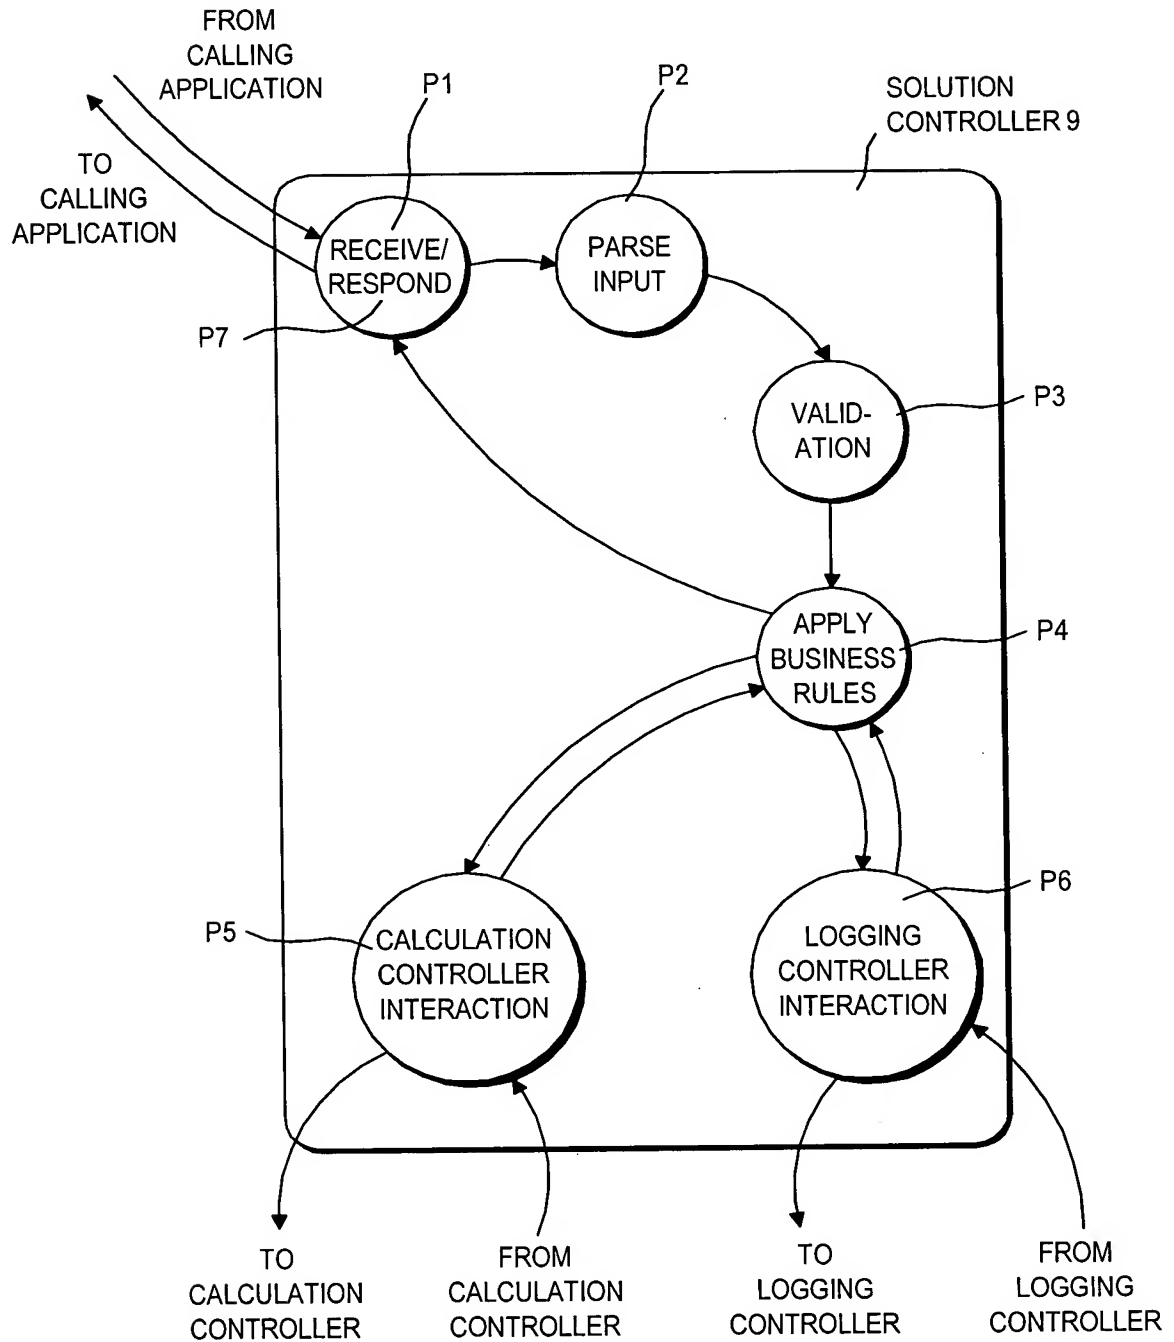 FROM
CALLING
APPLICATION
TO
CALLING
APPLICATION
P1
P2
SOLUTION
CONTROLLER 9
RECEIVE/
RESPOND
P7
PARSE
INPUT
VALID-
ATION
P3
APPLY
BUSINESS
RULES
P4
P5
CALCULATION
CONTROLLER
INTERACTION
LOGGING
CONTROLLER
INTERACTION
P6
TO
CALCULATION
CONTROLLER
FROM
CALCULATION
CONTROLLER
TO
LOGGING
CONTROLLER
FROM
LOGGING
CONTROLLER